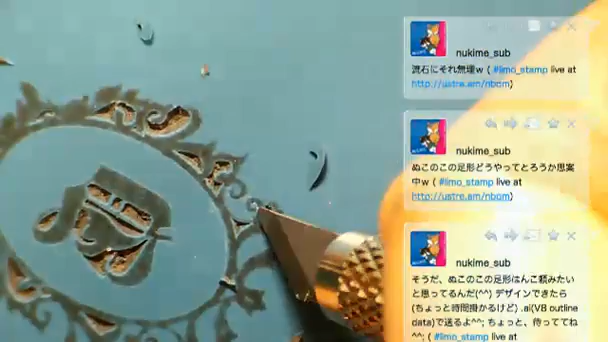 nukime_sub
流石にそれ無理w ( #limo_stamp live at
http://ustre.am/nbom)
nukime_sub
ぬこのこの足形どうやってとろうか思案
中w ( #limo_stamp live at
http://ustre.am/nbom)
nukime_sub
そうだ、ぬこのこの足形はんこ頼みたい
と思ってるんだ(^^) デザインできたら
(ちょっと時間掛かるけど) .ai(V8 outline
data)で送るよ^^; ちょっと、待っててね
^^; ( #limo_stamp live at